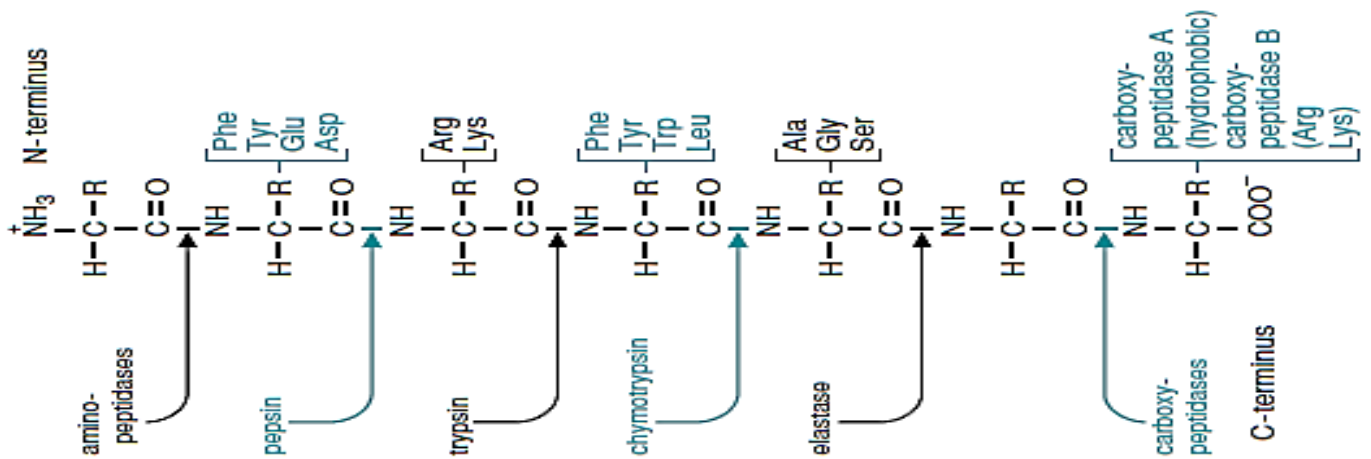 +
NH3 N-terminus
H–C–R
amino-
peptidases
C=O
NH
Phe
Tyr
Glu
Asp
H–C–R
pepsin
C=O
NH
Arg
Lys
H–C–R
trypsin
C=O
NH
Phe
Tyr
Trp
Leu
H–C–R
chymotrypsin
C=O
NH
Ala
Gly
Ser
H–C–R
elastase
C=O
NH
H–C–R
C=O
NH
carboxy-
peptidase A
(hydrophobic)
carboxy-
peptidase B
(Arg
Lys)
H–C–R
carboxy-
peptidases
COO−
C-terminus